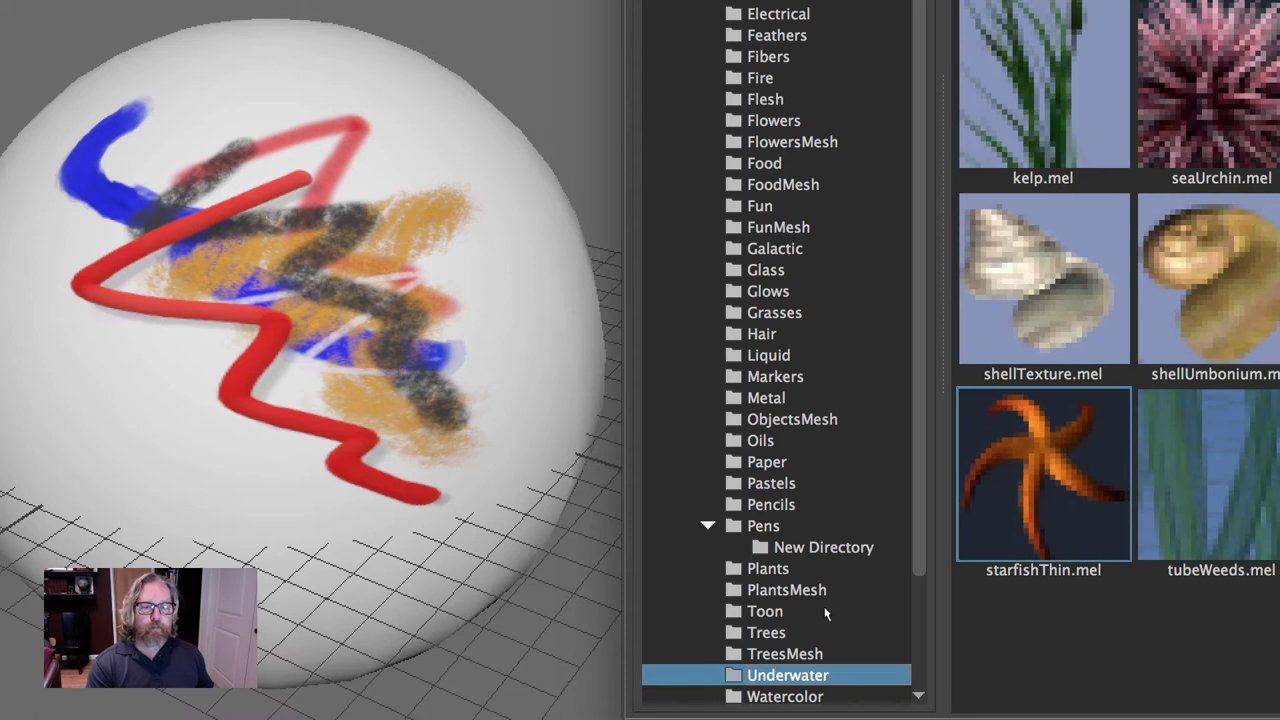 Electrical
Feathers
Fibers
Fire
Flesh
Flowers
FlowersMesh
Food
FoodMesh
Fun
FunMesh
Galactic
Glass
Glows
Grasses
Hair
Liquid
Markers
Metal
ObjectsMesh
Oils
Paper
Pastels
Pencils
Pens
New Directory
Plants
PlantsMesh
Toon
Trees
TreesMesh
Underwater
Watercolor
kelp.mel
seaUrchin.mel
shellTexture.mel
shellUmbonium.m
starfishThin.mel
tubeWeeds.mel